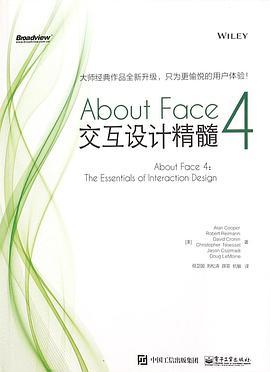 Broadview
WILEY
大师经典作品全新升级，只为更愉悦的用户体验！
About Face 4
交互设计精髓
About Face 4:
The Essentials of Interaction Design
Alan Cooper
Robert Reimann
David Cronin
[美] Christopher Noessel 著
Jason Csizmadi
Doug LeMoine
倪卫国 刘松涛 薛菲 杭敏 译
中国工信出版集团
电子工业出版社